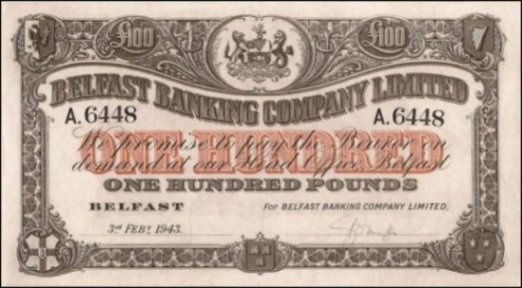 £100 £100
BELFAST BANKING COMPANY LIMITED
A.6448 A.6448
We promise to pay the Bearer on
demand at our Head Office, Belfast
ONE HUNDRED
ONE HUNDRED POUNDS
BELFAST For BELFAST BANKING COMPANY LIMITED.
3rd FEBY. 1943.